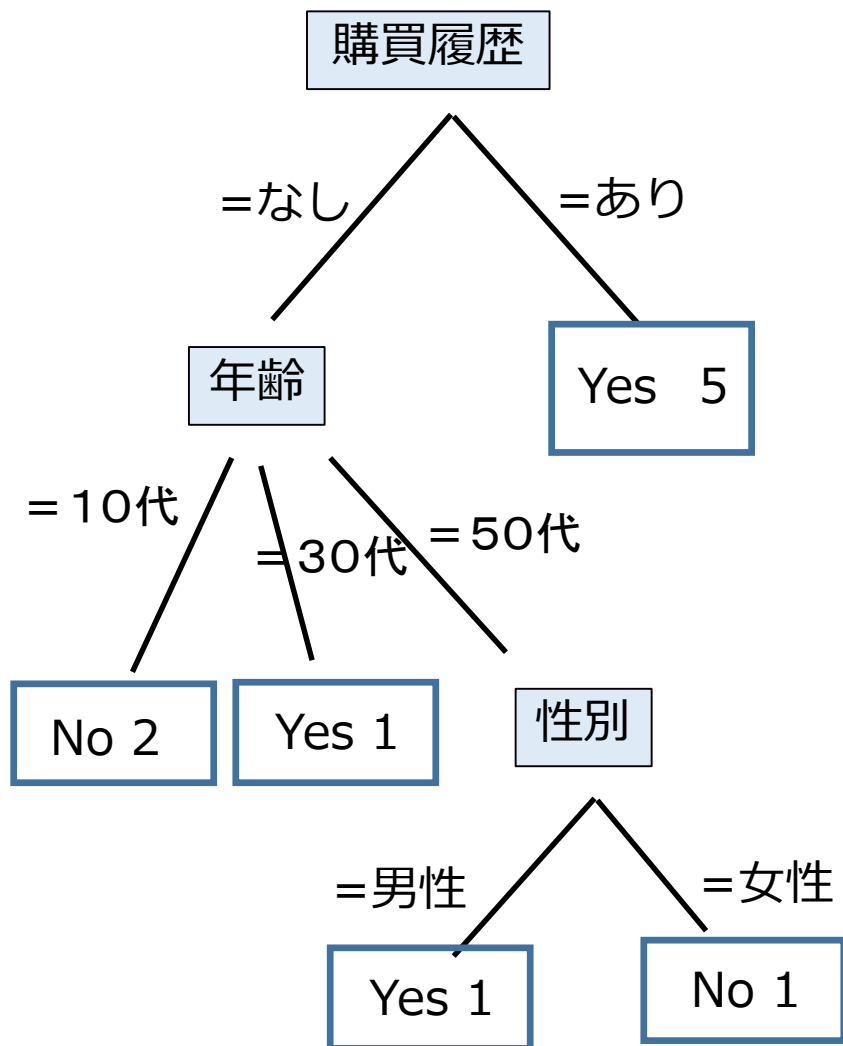 購買履歴
=なし
=あり
年齢
Yes 5
=10代
=30代
=50代
No 2
Yes 1
性別
=男性
=女性
Yes 1
No 1